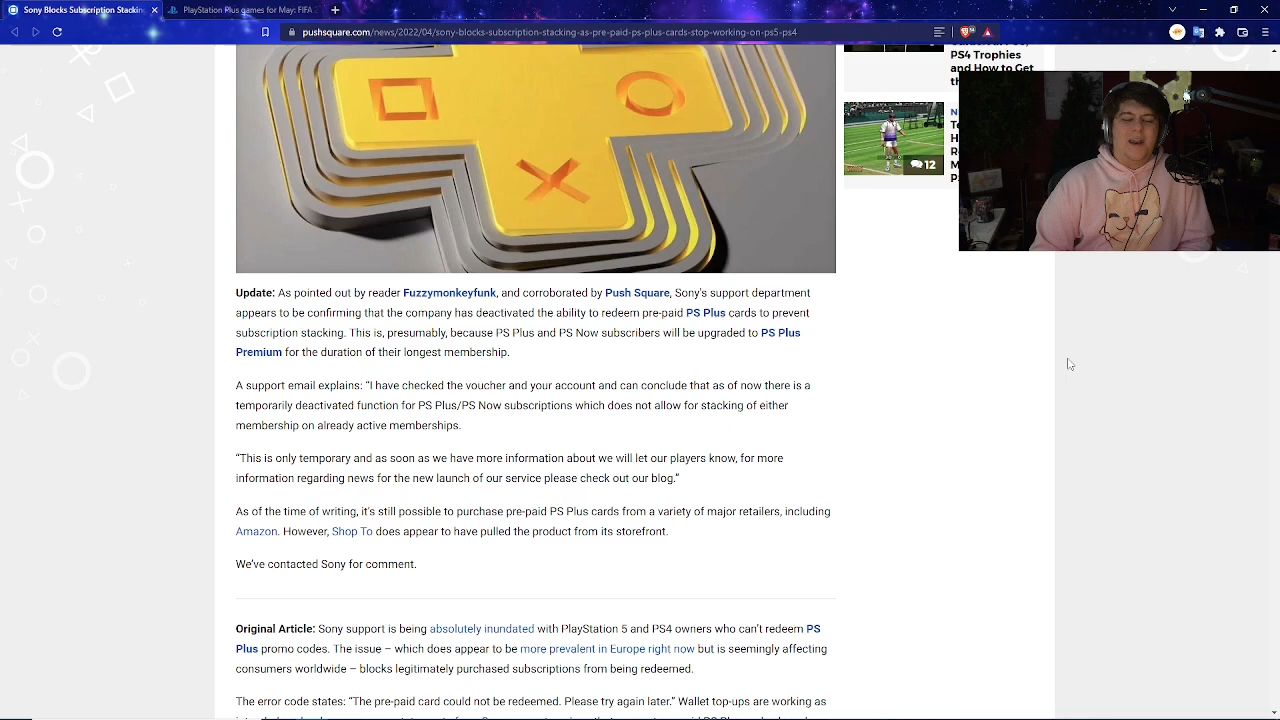 Sony Blocks Subscription Stackin
PlayStation Plus games for May: FIFA
pushsquare.com/news/2022/04/sony-blocks-subscription-stacking-as-pre-paid-ps-plus-cards-stop-working-on-ps5-ps4
PS4 Trophies
and How to Get
12
Update: As pointed out by reader Fuzzymonkeyfunk, and corroborated by Push Square, Sony's support department
appears to be confirming that the company has deactivated the ability to redeem pre-paid PS Plus cards to prevent
subscription stacking. This is, presumably, because PS Plus and PS Now subscribers will be upgraded to PS Plus
Premium for the duration of their longest membership.
A support email explains: “I have checked the voucher and your account and can conclude that as of now there is a
temporarily deactivated function for PS Plus/PS Now subscriptions which does not allow for stacking of either
membership on already active memberships.
“This is only temporary and as soon as we have more information about we will let our players know, for more
information regarding news for the new launch of our service please check out our blog.”
As of the time of writing, it's still possible to purchase pre-paid PS Plus cards from a variety of major retailers, including
Amazon. However, Shop To does appear to have pulled the product from its storefront.
We've contacted Sony for comment.
Original Article: Sony support is being absolutely inundated with PlayStation 5 and PS4 owners who can't redeem PS
Plus promo codes. The issue – which does appear to be more prevalent in Europe right now but is seemingly affecting
consumers worldwide – blocks legitimately purchased subscriptions from being redeemed.
The error code states: “The pre-paid card could not be redeemed. Please try again later.” Wallet top-ups are working as